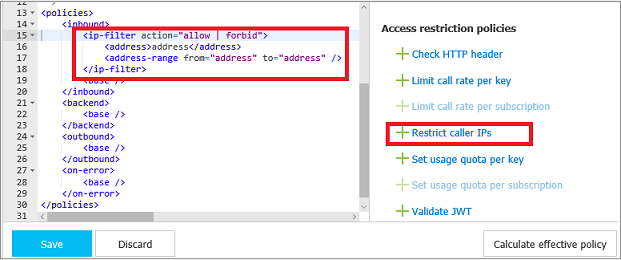 12 */
13 <policies>
14 <inbound>
15 <ip-filter action="allow | forbid">
16 <address>address</address>
17 <address-range from="address" to="address" />
18 </ip-filter>
19 <base />
20 </inbound>
21 <backend>
22 <base />
23 </backend>
24 <outbound>
25 <base />
26 </outbound>
27 <on-error>
28 <base />
29 </on-error>
30 </policies>
31
Access restriction policies
Check HTTP header
Limit call rate per key
Limit call rate per subscription
Restrict caller IPs
Set usage quota per key
Set usage quota per subscription
Validate JWT
Save
Discard
Calculate effective policy